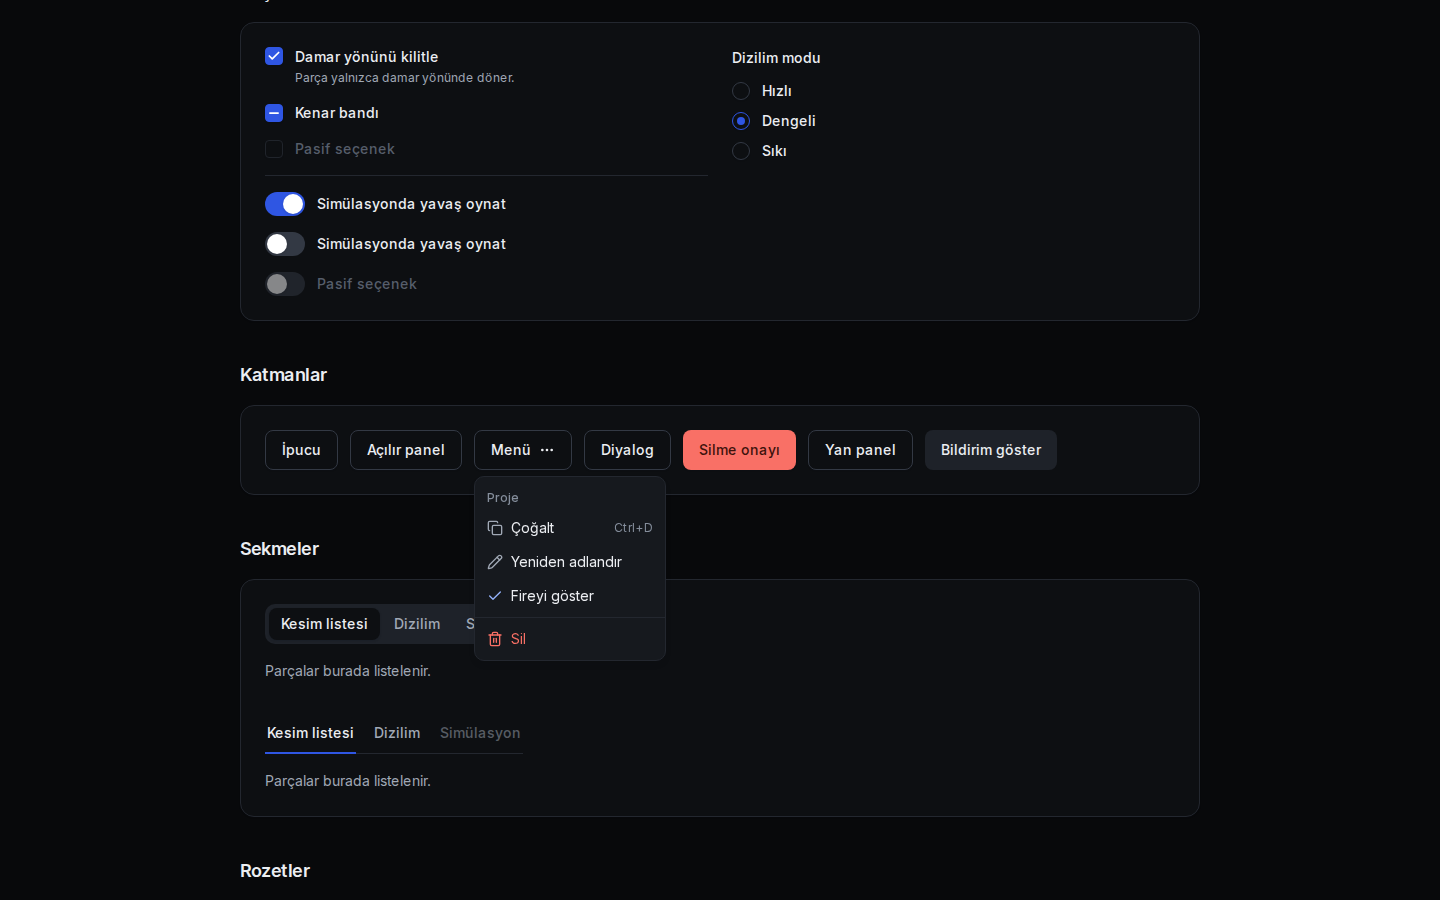 Damar yönünü kilitle
Parça yalnızca damar yönünde döner.
Kenar bandı
Pasif seçenek
Simülasyonda yavaş oynat
Simülasyonda yavaş oynat
Pasif seçenek
Dizilim modu
Hızlı
Dengeli
Sıkı
Katmanlar
İpucu Açılır panel Menü ··· Diyalog Silme onayı Yan panel Bildirim göster
Proje
Çoğalt Ctrl+D
Yeniden adlandır
Fireyi göster
Sil
Sekmeler
Kesim listesi Dizilim S
Parçalar burada listelenir.
Kesim listesi Dizilim Simülasyon
Parçalar burada listelenir.
Rozetler